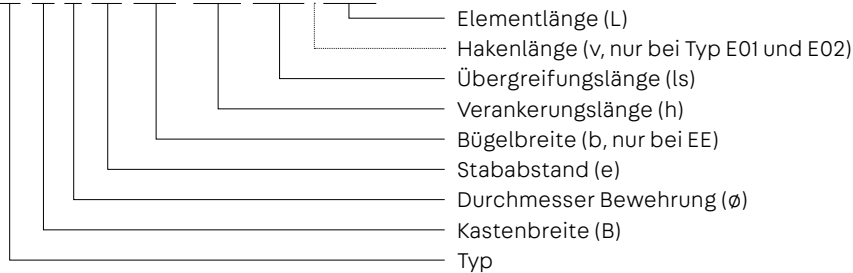 Elementlänge (L)
Hakenlänge (v, nur bei Typ E01 und E02)
Übergreifungslänge (ls)
Verankerungslänge (h)
Bügelbreite (b, nur bei EE)
Stababstand (e)
Durchmesser Bewehrung (ø)
Kastenbreite (B)
Typ